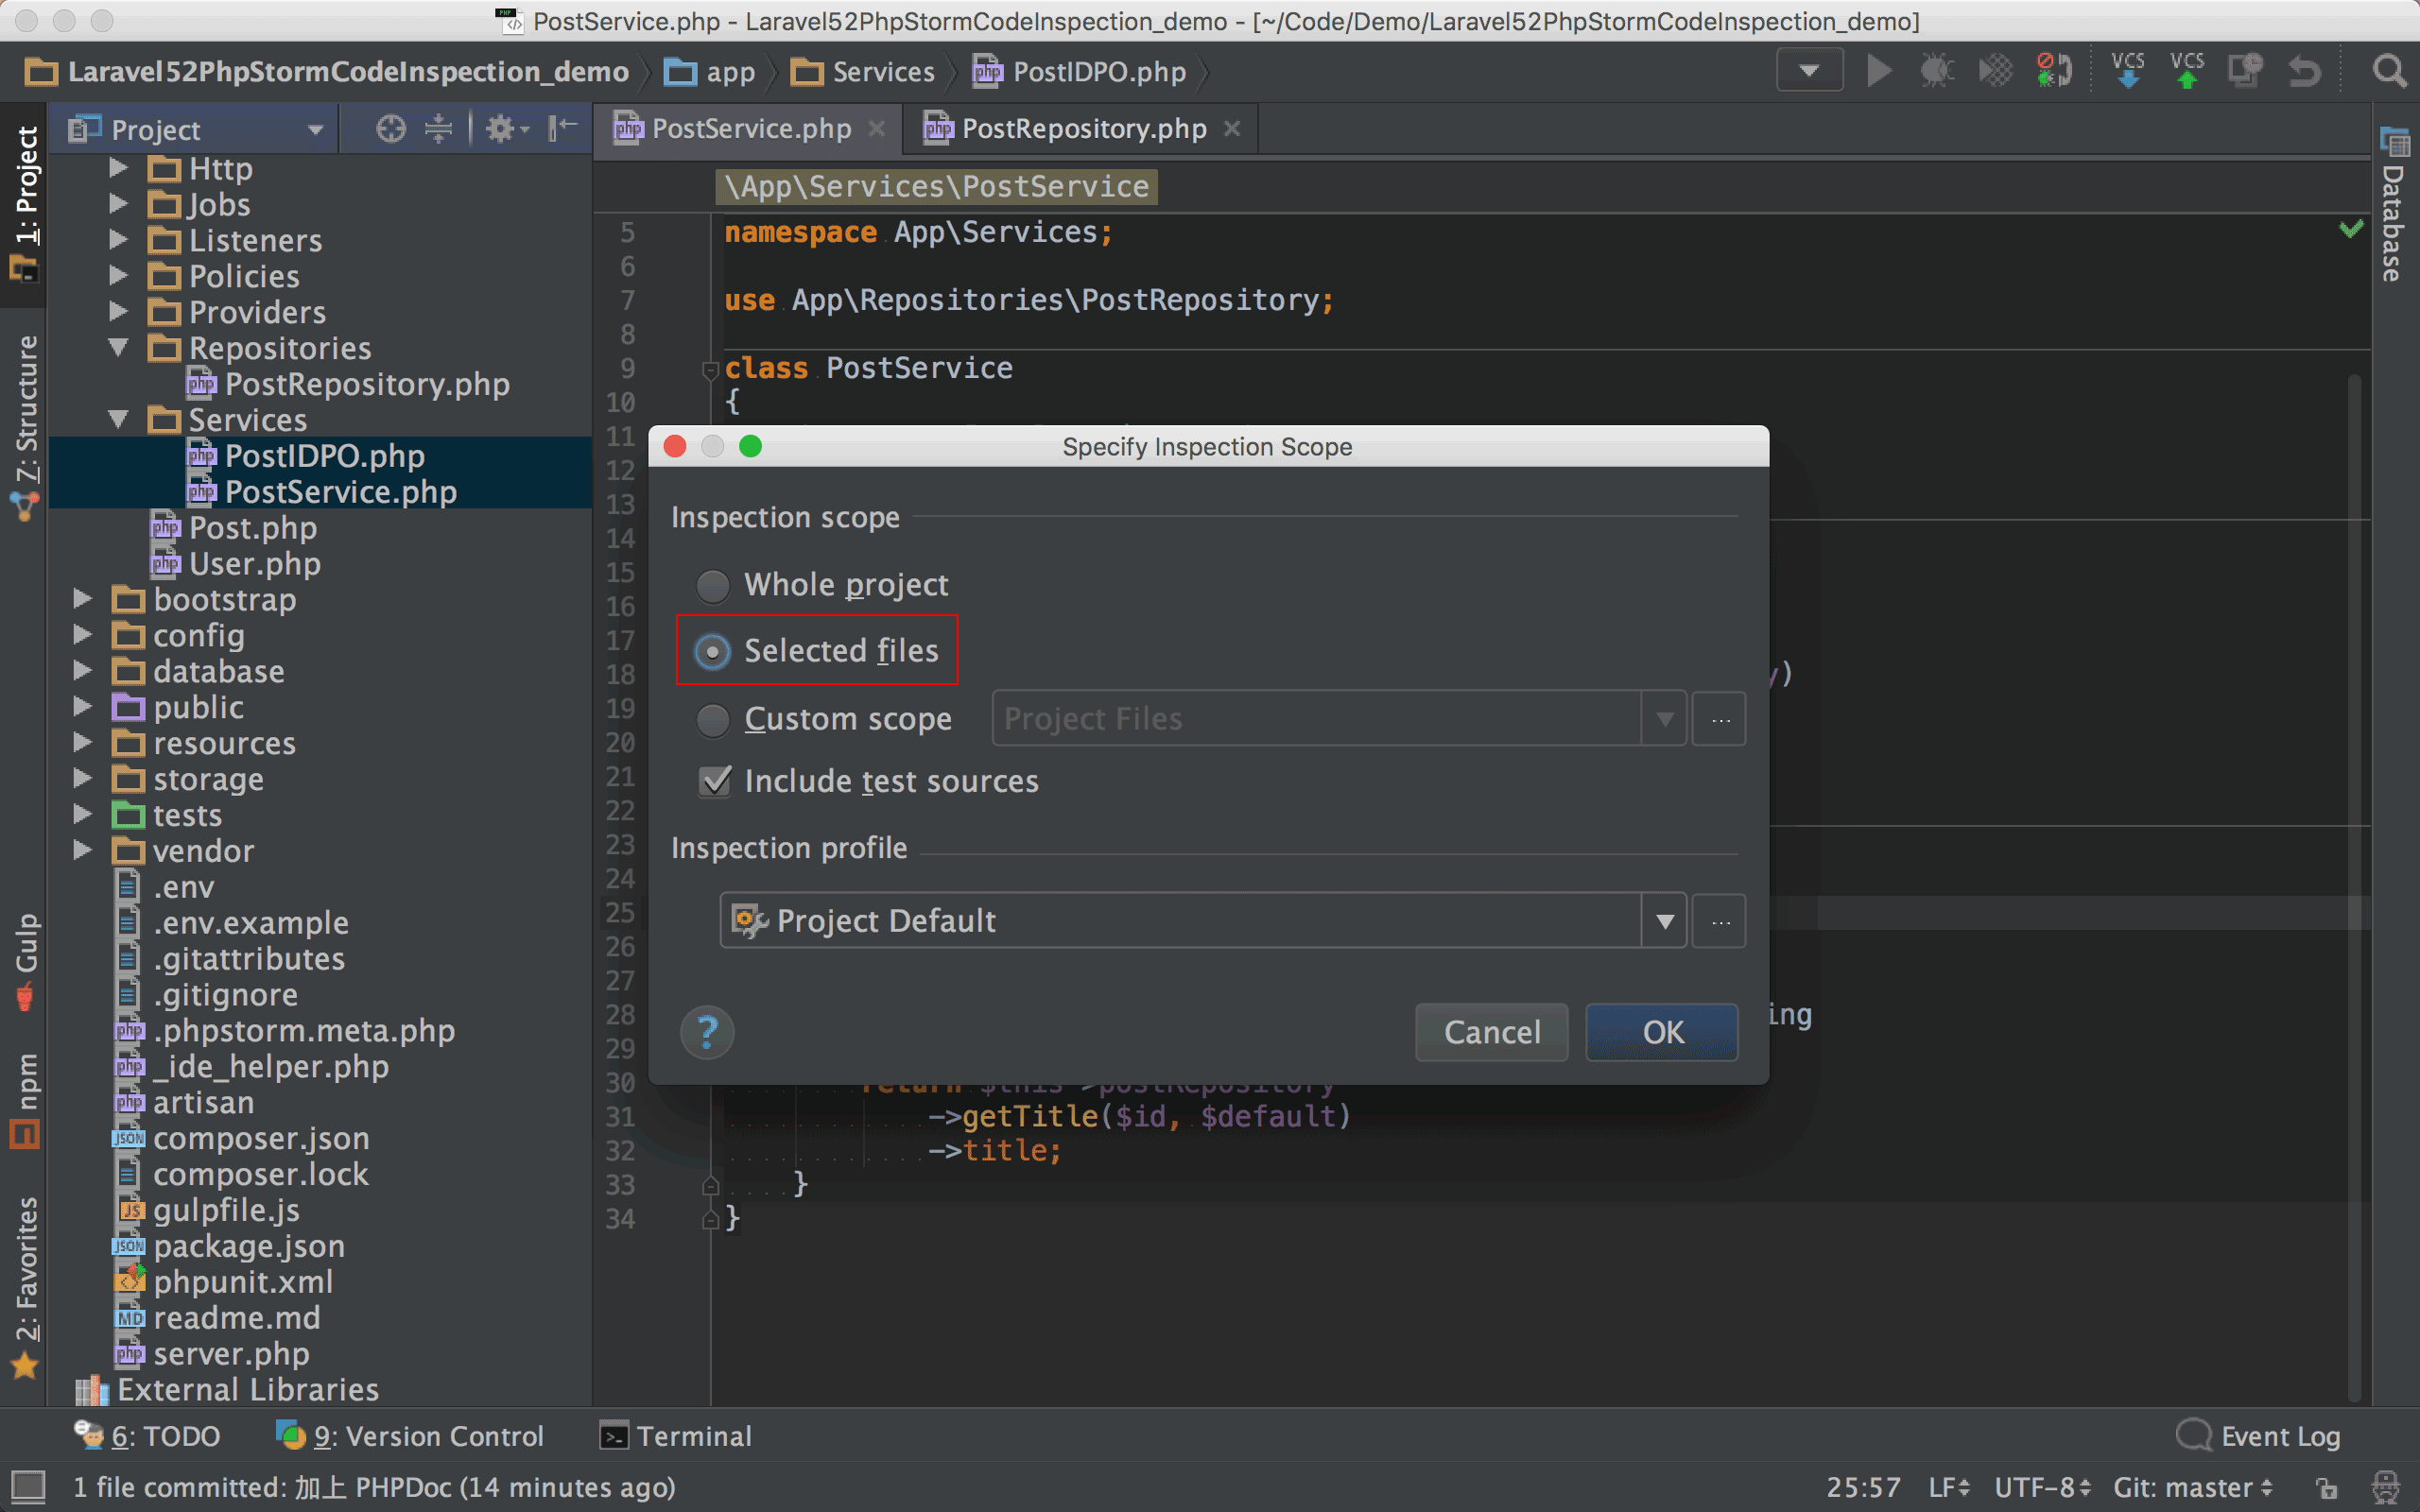 PostService.php - Laravel52PhpStormCodeInspection_demo - [~/Code/Demo/Laravel52PhpStormCodeInspection_demo]
Laravel52PhpStormCodeInspection_demo app Services PostIDPO.php
VCS VCS
1: Project
Z: Structure
Gulp
npm
2: Favorites
Project
Http
Jobs
Listeners
Policies
Providers
Repositories
PostRepository.php
Services
PostIDPO.php
PostService.php
Post.php
User.php
bootstrap
config
database
public
resources
storage
tests
vendor
.env
.env.example
.gitattributes
.gitignore
.phpstorm.meta.php
_ide_helper.php
artisan
composer.json
composer.lock
gulpfile.js
package.json
phpunit.xml
readme.md
server.php
External Libraries
PostService.php PostRepository.php
\App\Services\PostService
5 namespace App\Services;
6
7 use App\Repositories\PostRepository;
8
9 class PostService
10 {
11
12
13
14
15
16
17
18 y)
19
20
21
22
23
24
25
26
27
28 ing
29
30 return $this->postRepository
31 ->getTitle($id, $default)
32 ->title;
33 }
34 }
Specify Inspection Scope
Inspection scope
Whole project
Selected files
Custom scope Project Files ...
Include test sources
Inspection profile
Project Default ...
? Cancel OK
Database
6: TODO 9: Version Control Terminal Event Log
1 file committed: 加上 PHPDoc (14 minutes ago) 25:57 LF UTF-8 Git: master